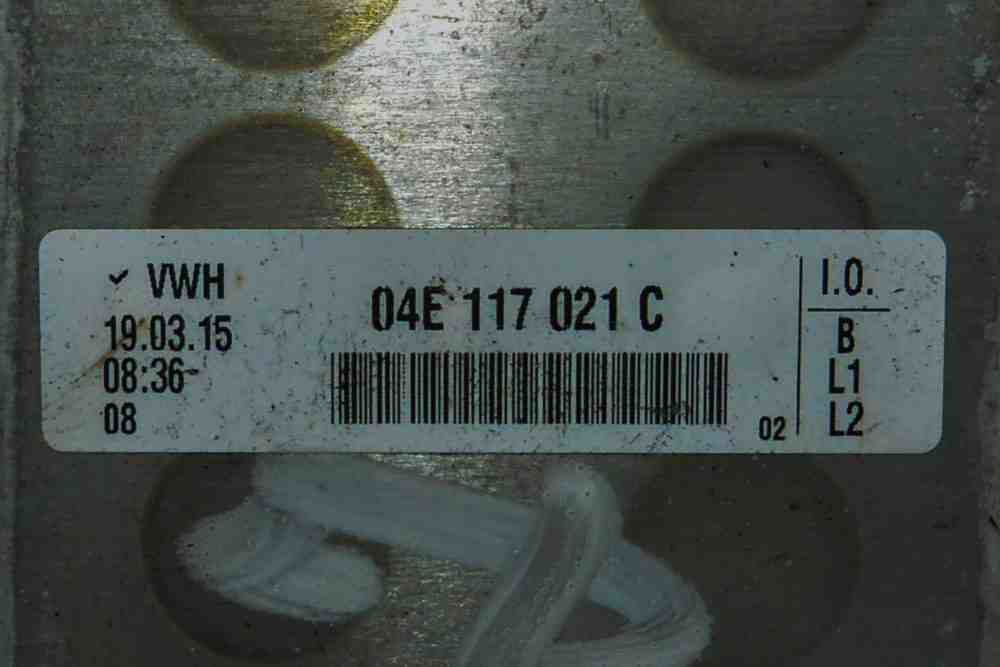 ✓ VWH
19.03.15
08:36
08
04E 117 021 C
02
I.O.
B
L1
L2